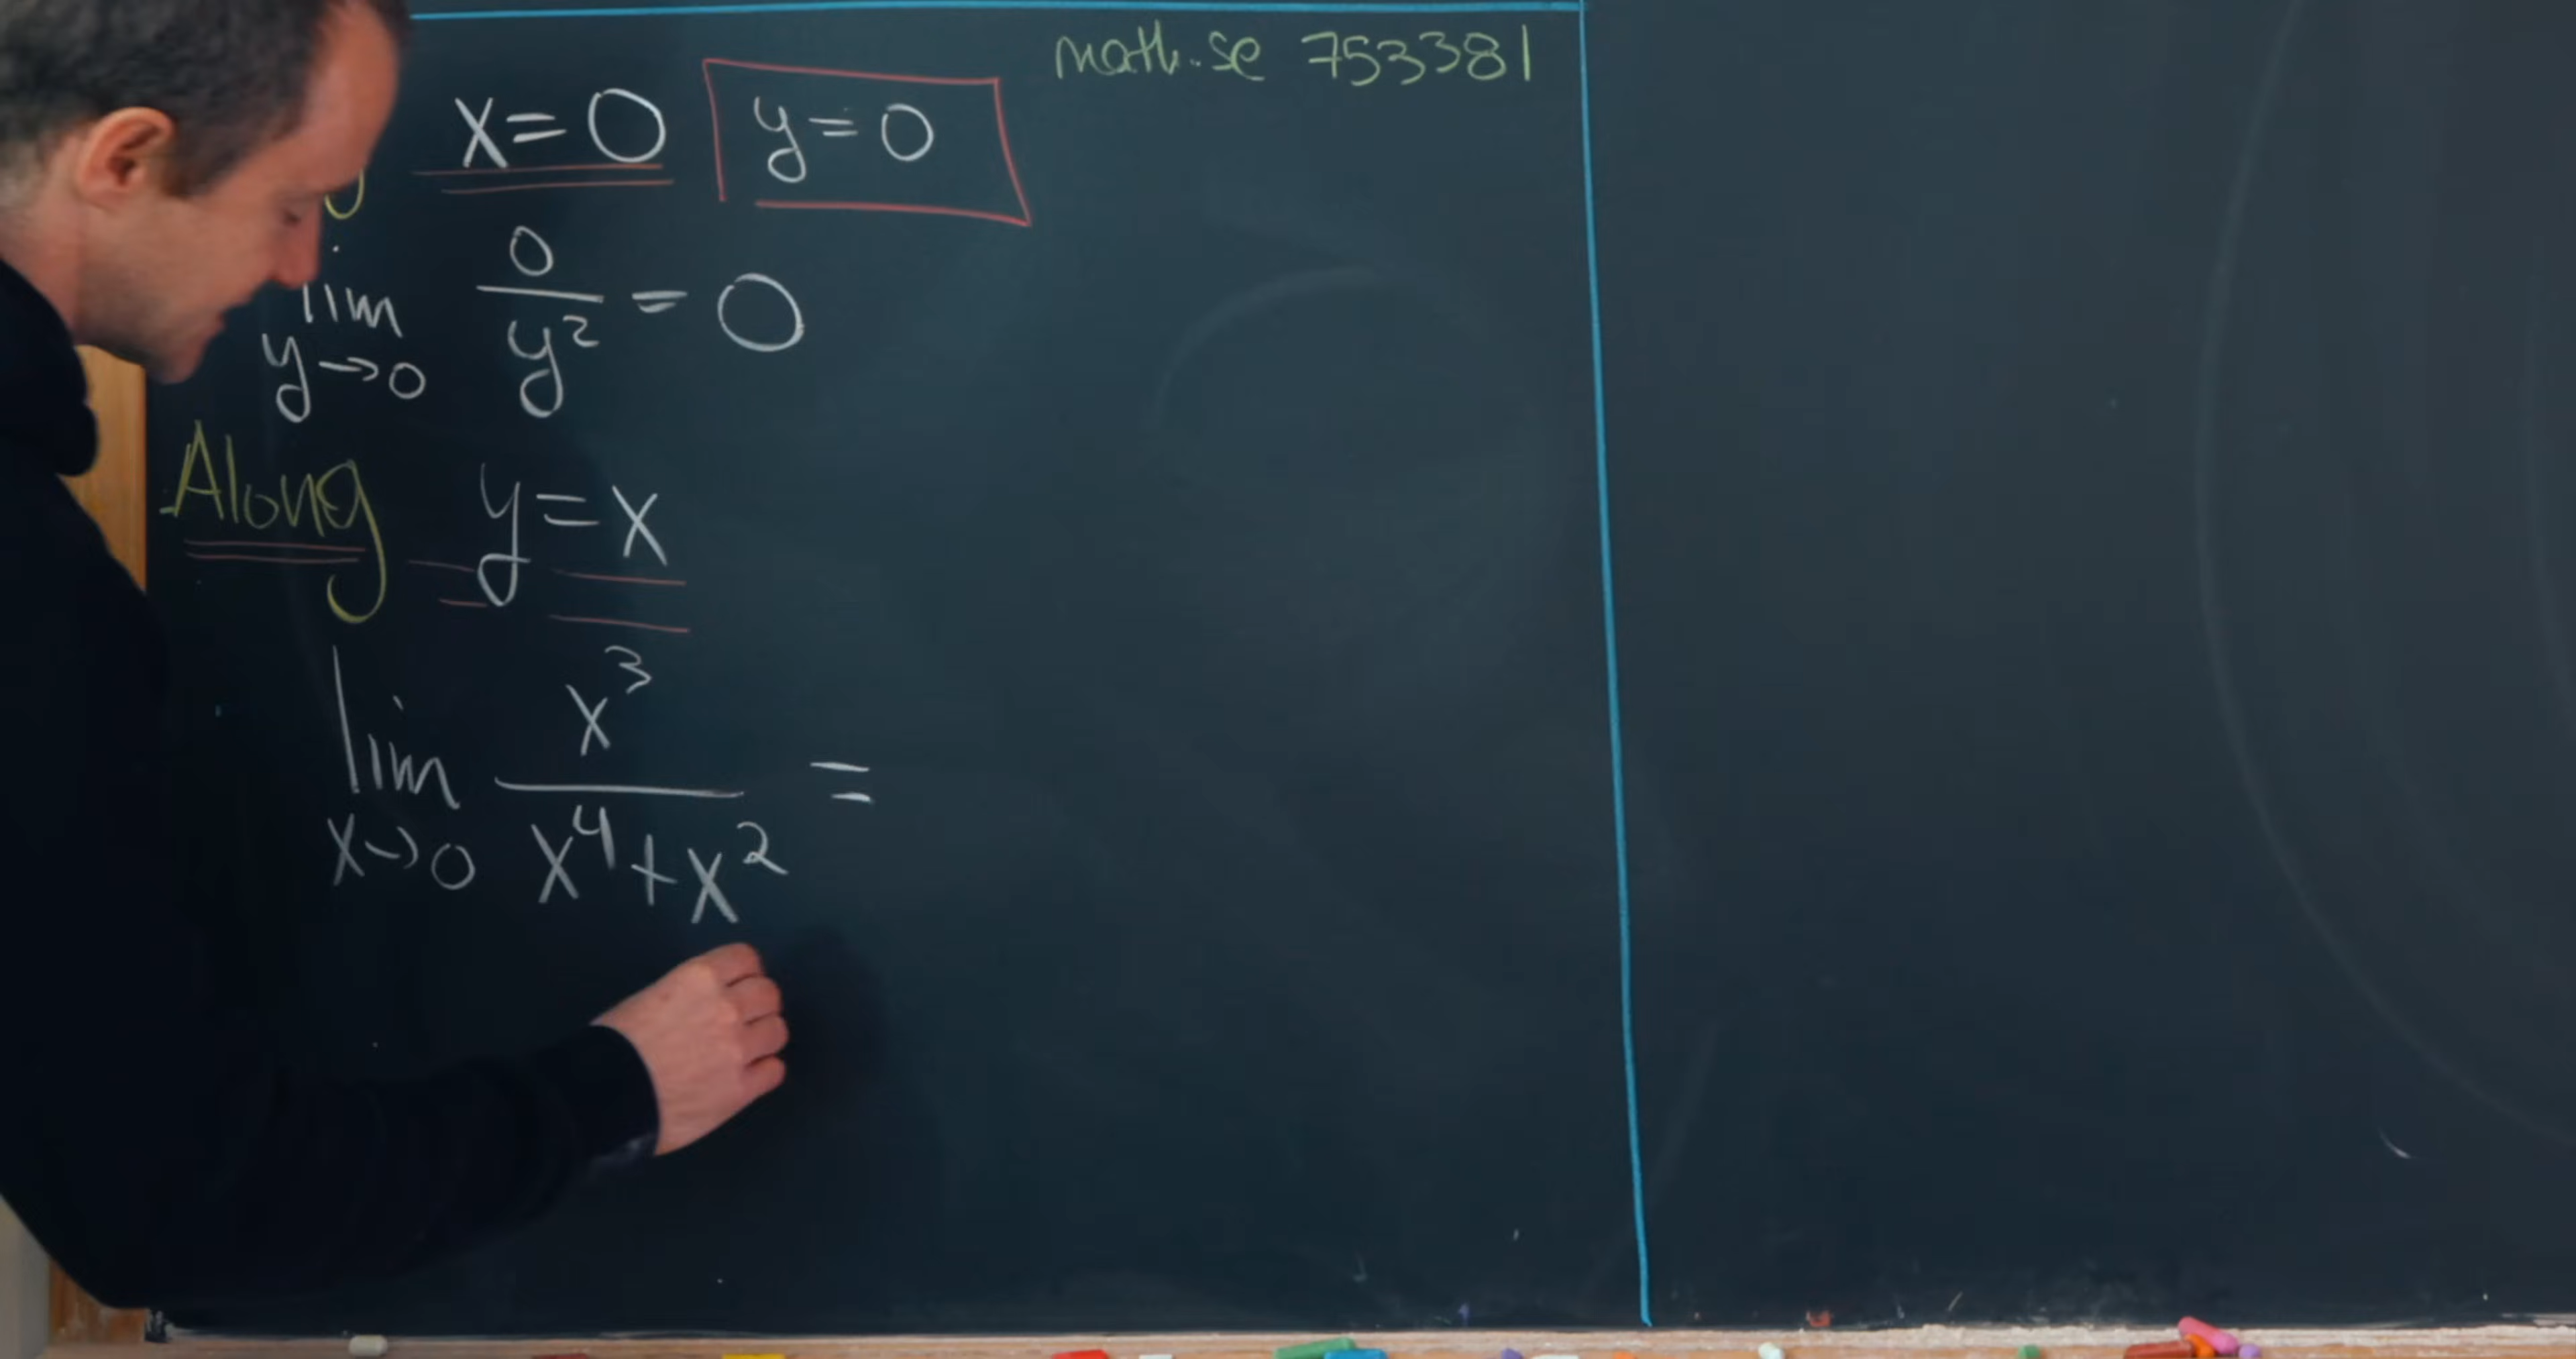 math.se 753381
x=0 y=0
lim y→0 0/y² = 0
Along y=x
lim x→0 x³/(x⁴+x²) =